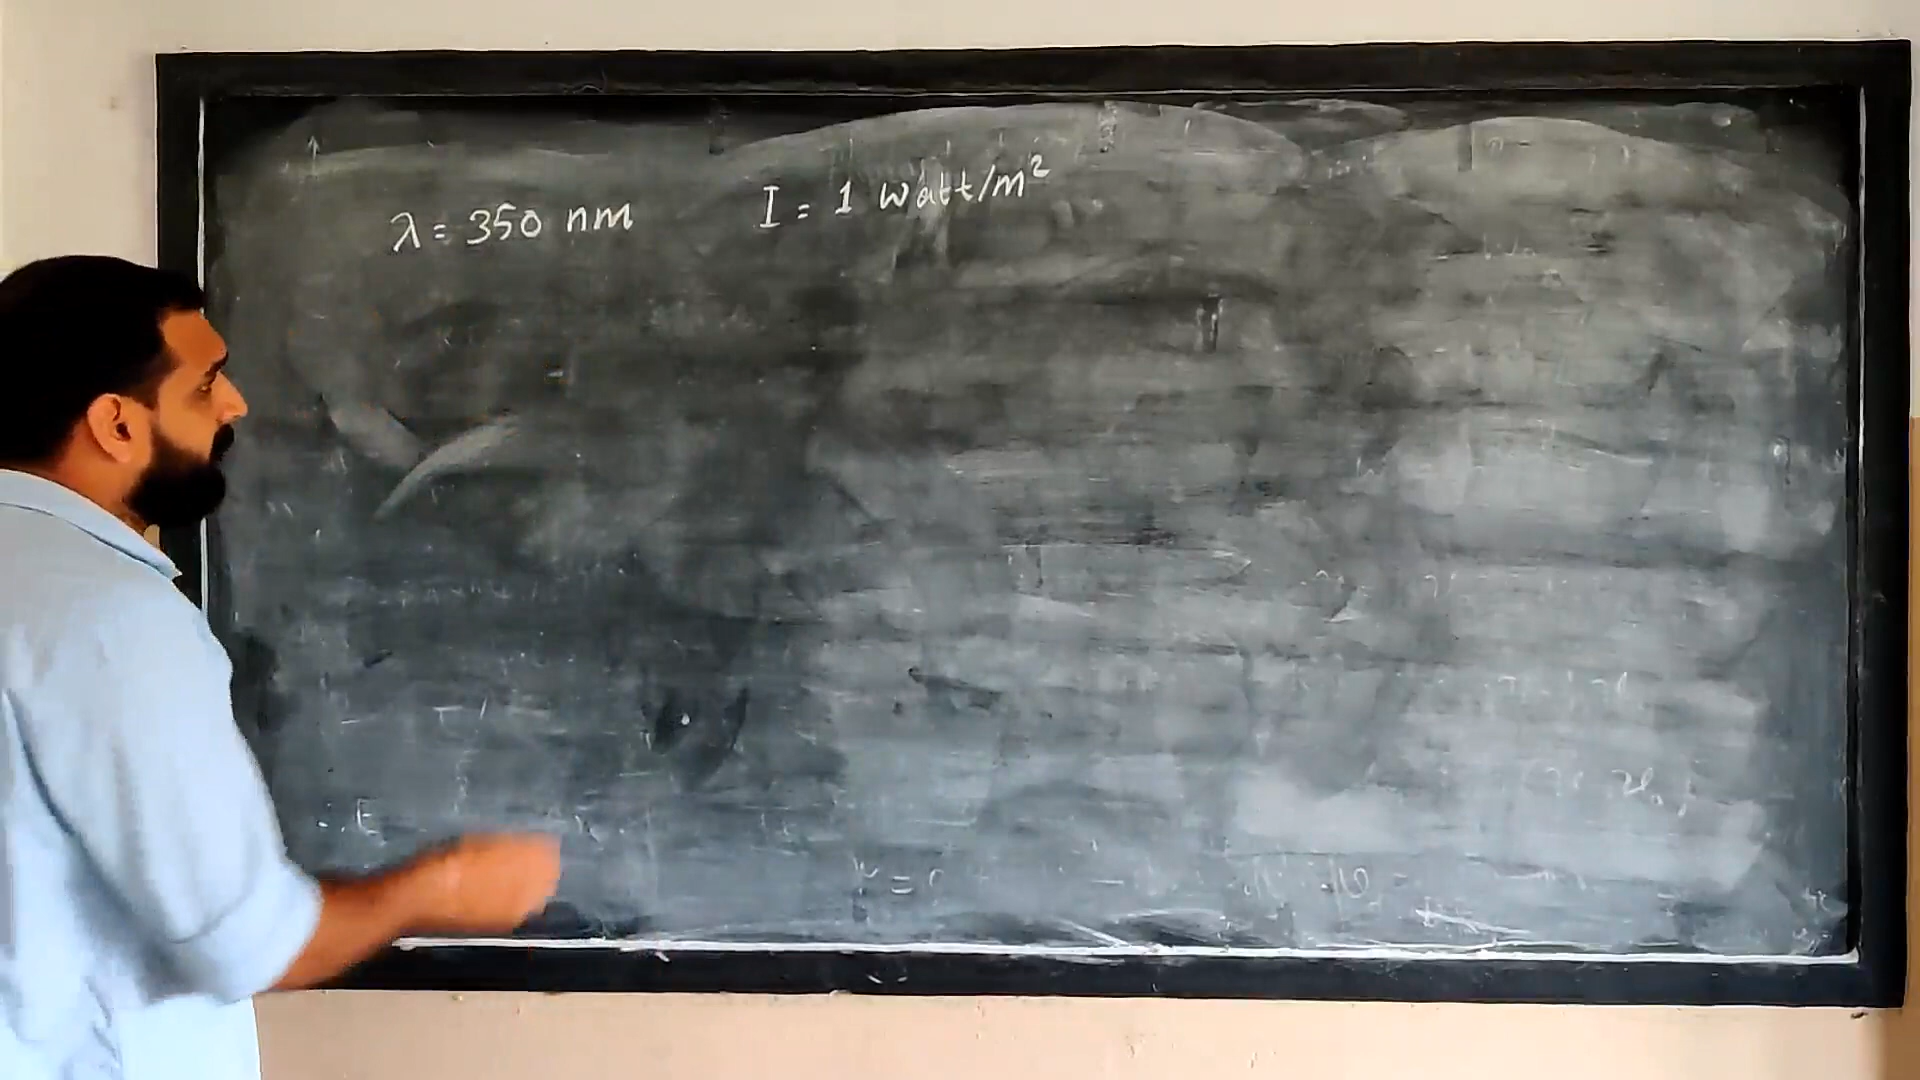 λ = 350 nm I = 1 Watt/m²
∴ E